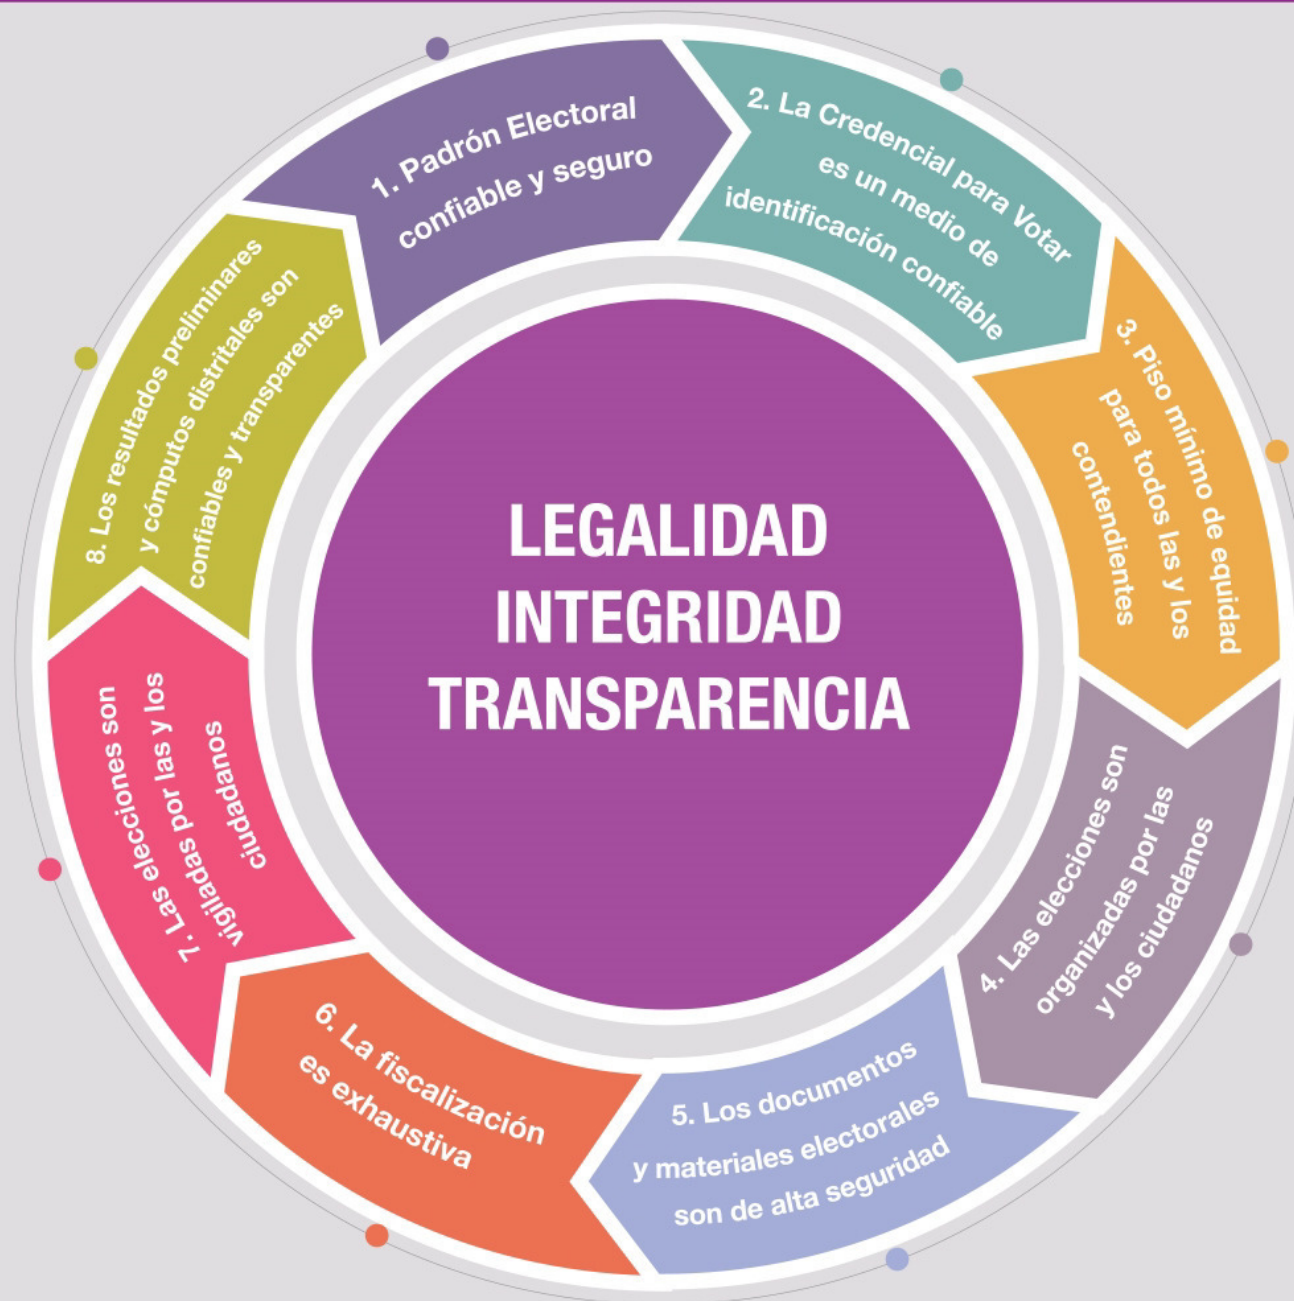 1. Padrón Electoral
confiable y seguro
2. La Credencial para Votar
es un medio de
identificación confiable
3. Piso mínimo de equidad
para todos las y los
contendientes
4. Las elecciones son
organizadas por las
y los ciudadanos
5. Los documentos
y materiales electorales
son de alta seguridad
6. La fiscalización
es exhaustiva
7. Las elecciones son
vigiladas por las y los
ciudadanos
8. Los resultados preliminares
y cómputos distritales son
confiables y transparentes
LEGALIDAD
INTEGRIDAD
TRANSPARENCIA